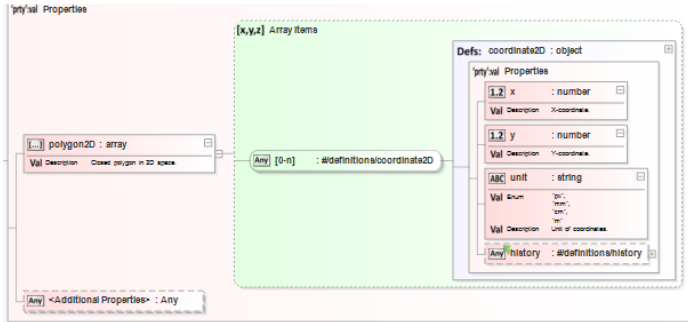 'prty':val Properties
[x,y,z] Array Items
Defs: coordinate2D : object
'prty':val Properties
1.2 x : number
Val Description X-coordinate.
1.2 y : number
Val Description Y-coordinate.
[...] polygon2D : array
Val Description Closed polygon in 2D space.
Any [0-n] : #/definitions/coordinate2D
ABC unit : string
Val Enum "px",
"mm",
"cm",
"m"
Val Description Unit of coordinates.
Any history : #/definitions/history
Any <Additional Properties> : Any